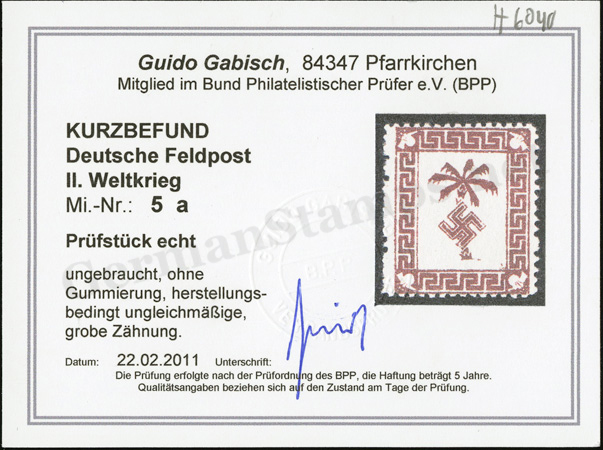 H 6040
Guido Gabisch, 84347 Pfarrkirchen
Mitglied im Bund Philatelistischer Prüfer e.V. (BPP)
KURZBEFUND
Deutsche Feldpost
II. Weltkrieg
Mi.-Nr.: 5 a
Prüfstück echt
ungebraucht, ohne
Gummierung, herstellungs-
bedingt ungleichmäßige,
grobe Zähnung.
Datum: 22.02.2011 Unterschrift:
Die Prüfung erfolgte nach der Prüfordnung des BPP, die Haftung beträgt 5 Jahre.
Qualitätsangaben beziehen sich auf den Zustand am Tage der Prüfung.
BPP